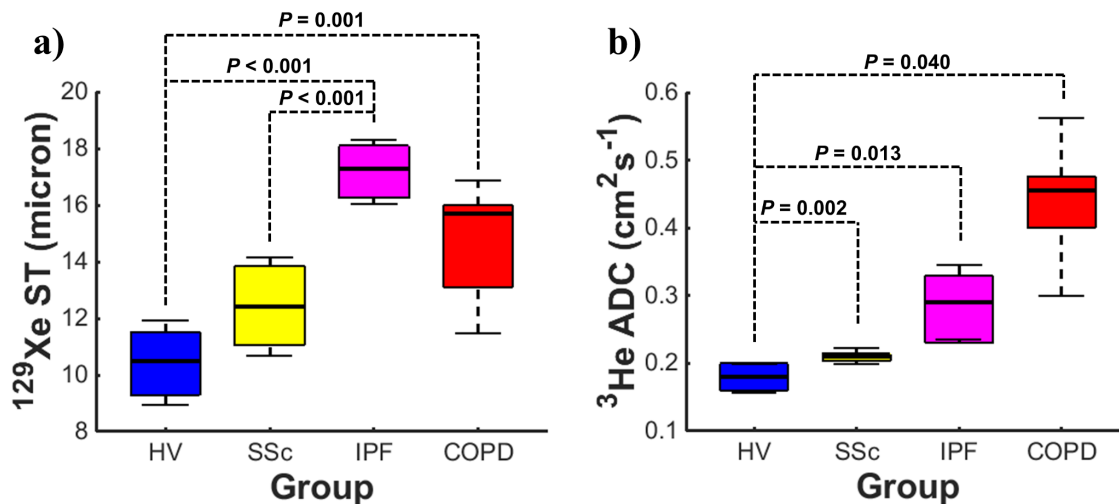 a)
P = 0.001
P < 0.001
P < 0.001
20
18
16
14
12
10
8
¹²⁹Xe ST (micron)
HV SSc IPF COPD
Group
b)
P = 0.040
P = 0.013
P = 0.002
0.6
0.5
0.4
0.3
0.2
0.1
³He ADC (cm²s⁻¹)
HV SSc IPF COPD
Group